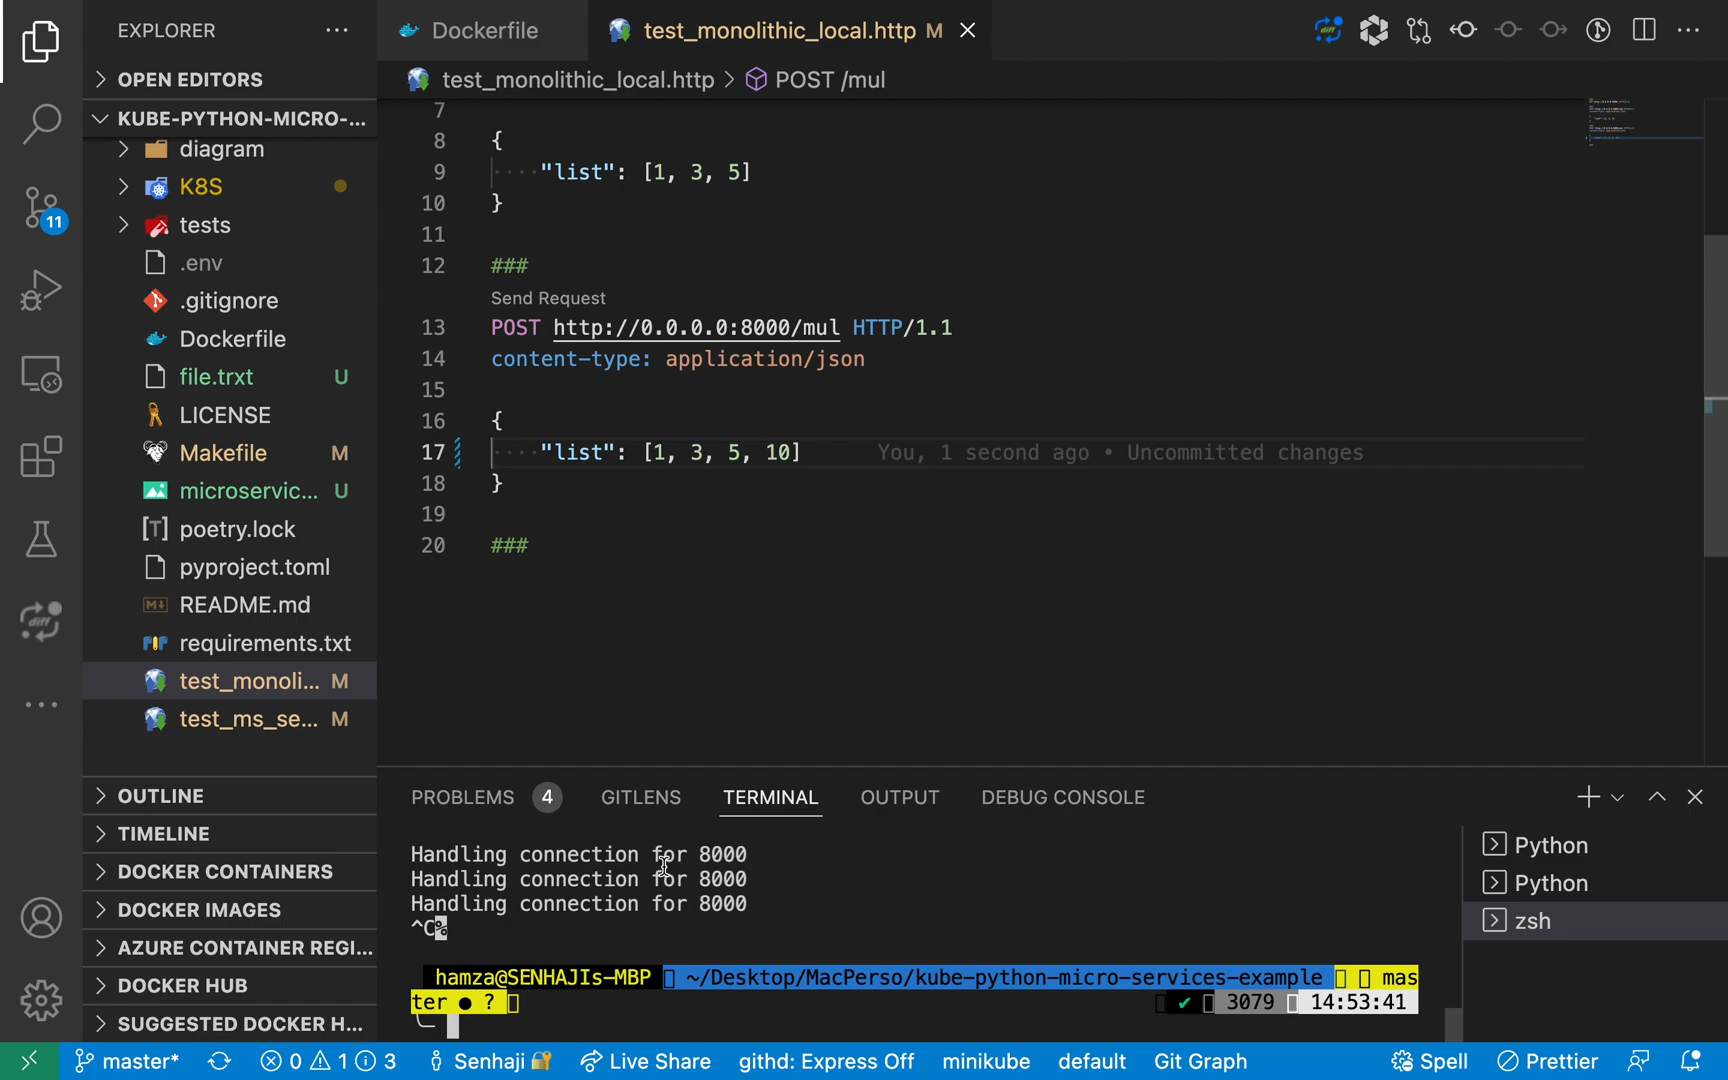 EXPLORER
Dockerfile
test_monolithic_local.http M
OPEN EDITORS
test_monolithic_local.http > POST /mul
KUBE-PYTHON-MICRO-...
diagram
K8S
tests
.env
.gitignore
Dockerfile
file.trxt U
LICENSE
Makefile M
microservic... U
[T] poetry.lock
pyproject.toml
README.md
requirements.txt
test_monoli... M
test_ms_se... M
OUTLINE
TIMELINE
DOCKER CONTAINERS
DOCKER IMAGES
AZURE CONTAINER REGI...
DOCKER HUB
SUGGESTED DOCKER H...
11
diff
diff
7
8 {
9 ····"list": [1, 3, 5]
10 }
11
12 ###
Send Request
13 POST http://0.0.0.0:8000/mul HTTP/1.1
14 content-type: application/json
15
16 {
17 ····"list": [1, 3, 5, 10] You, 1 second ago • Uncommitted changes
18 }
19
20 ###
PROBLEMS 4 GITLENS TERMINAL OUTPUT DEBUG CONSOLE
Handling connection for 8000
Handling connection for 8000
Handling connection for 8000
^C%
hamza@SENHAJIs-MBP ~/Desktop/MacPerso/kube-python-micro-services-example mas
ter ● ? ✔ 3079 14:53:41
Python
Python
zsh
master* 0 1 3 Senhaji Live Share githd: Express Off minikube default Git Graph Spell Prettier